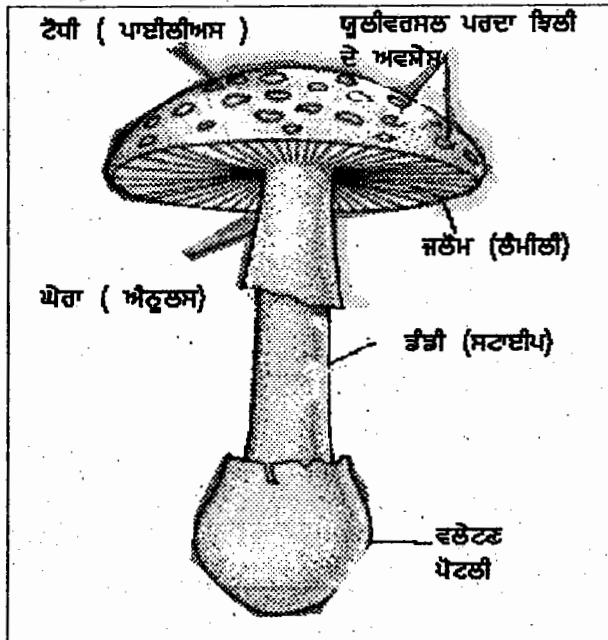 ਟੋਪੀ ( ਪਾਈਲੀਅਸ )
ਯੂਲੀਵਰਸਲ ਪਰਦਾ ਝਿਲੀ
ਦੇ ਅਵਸ਼ੇਸ਼
ਜਲੌਮ (ਲੈਮੀਲੀ)
ਘੇਰਾ ( ਐਨੂਲਸ)
ਡੰਡੀ (ਸਟਾਈਪ)
ਵਲੇਟਣ
ਪੋਟਲੀ